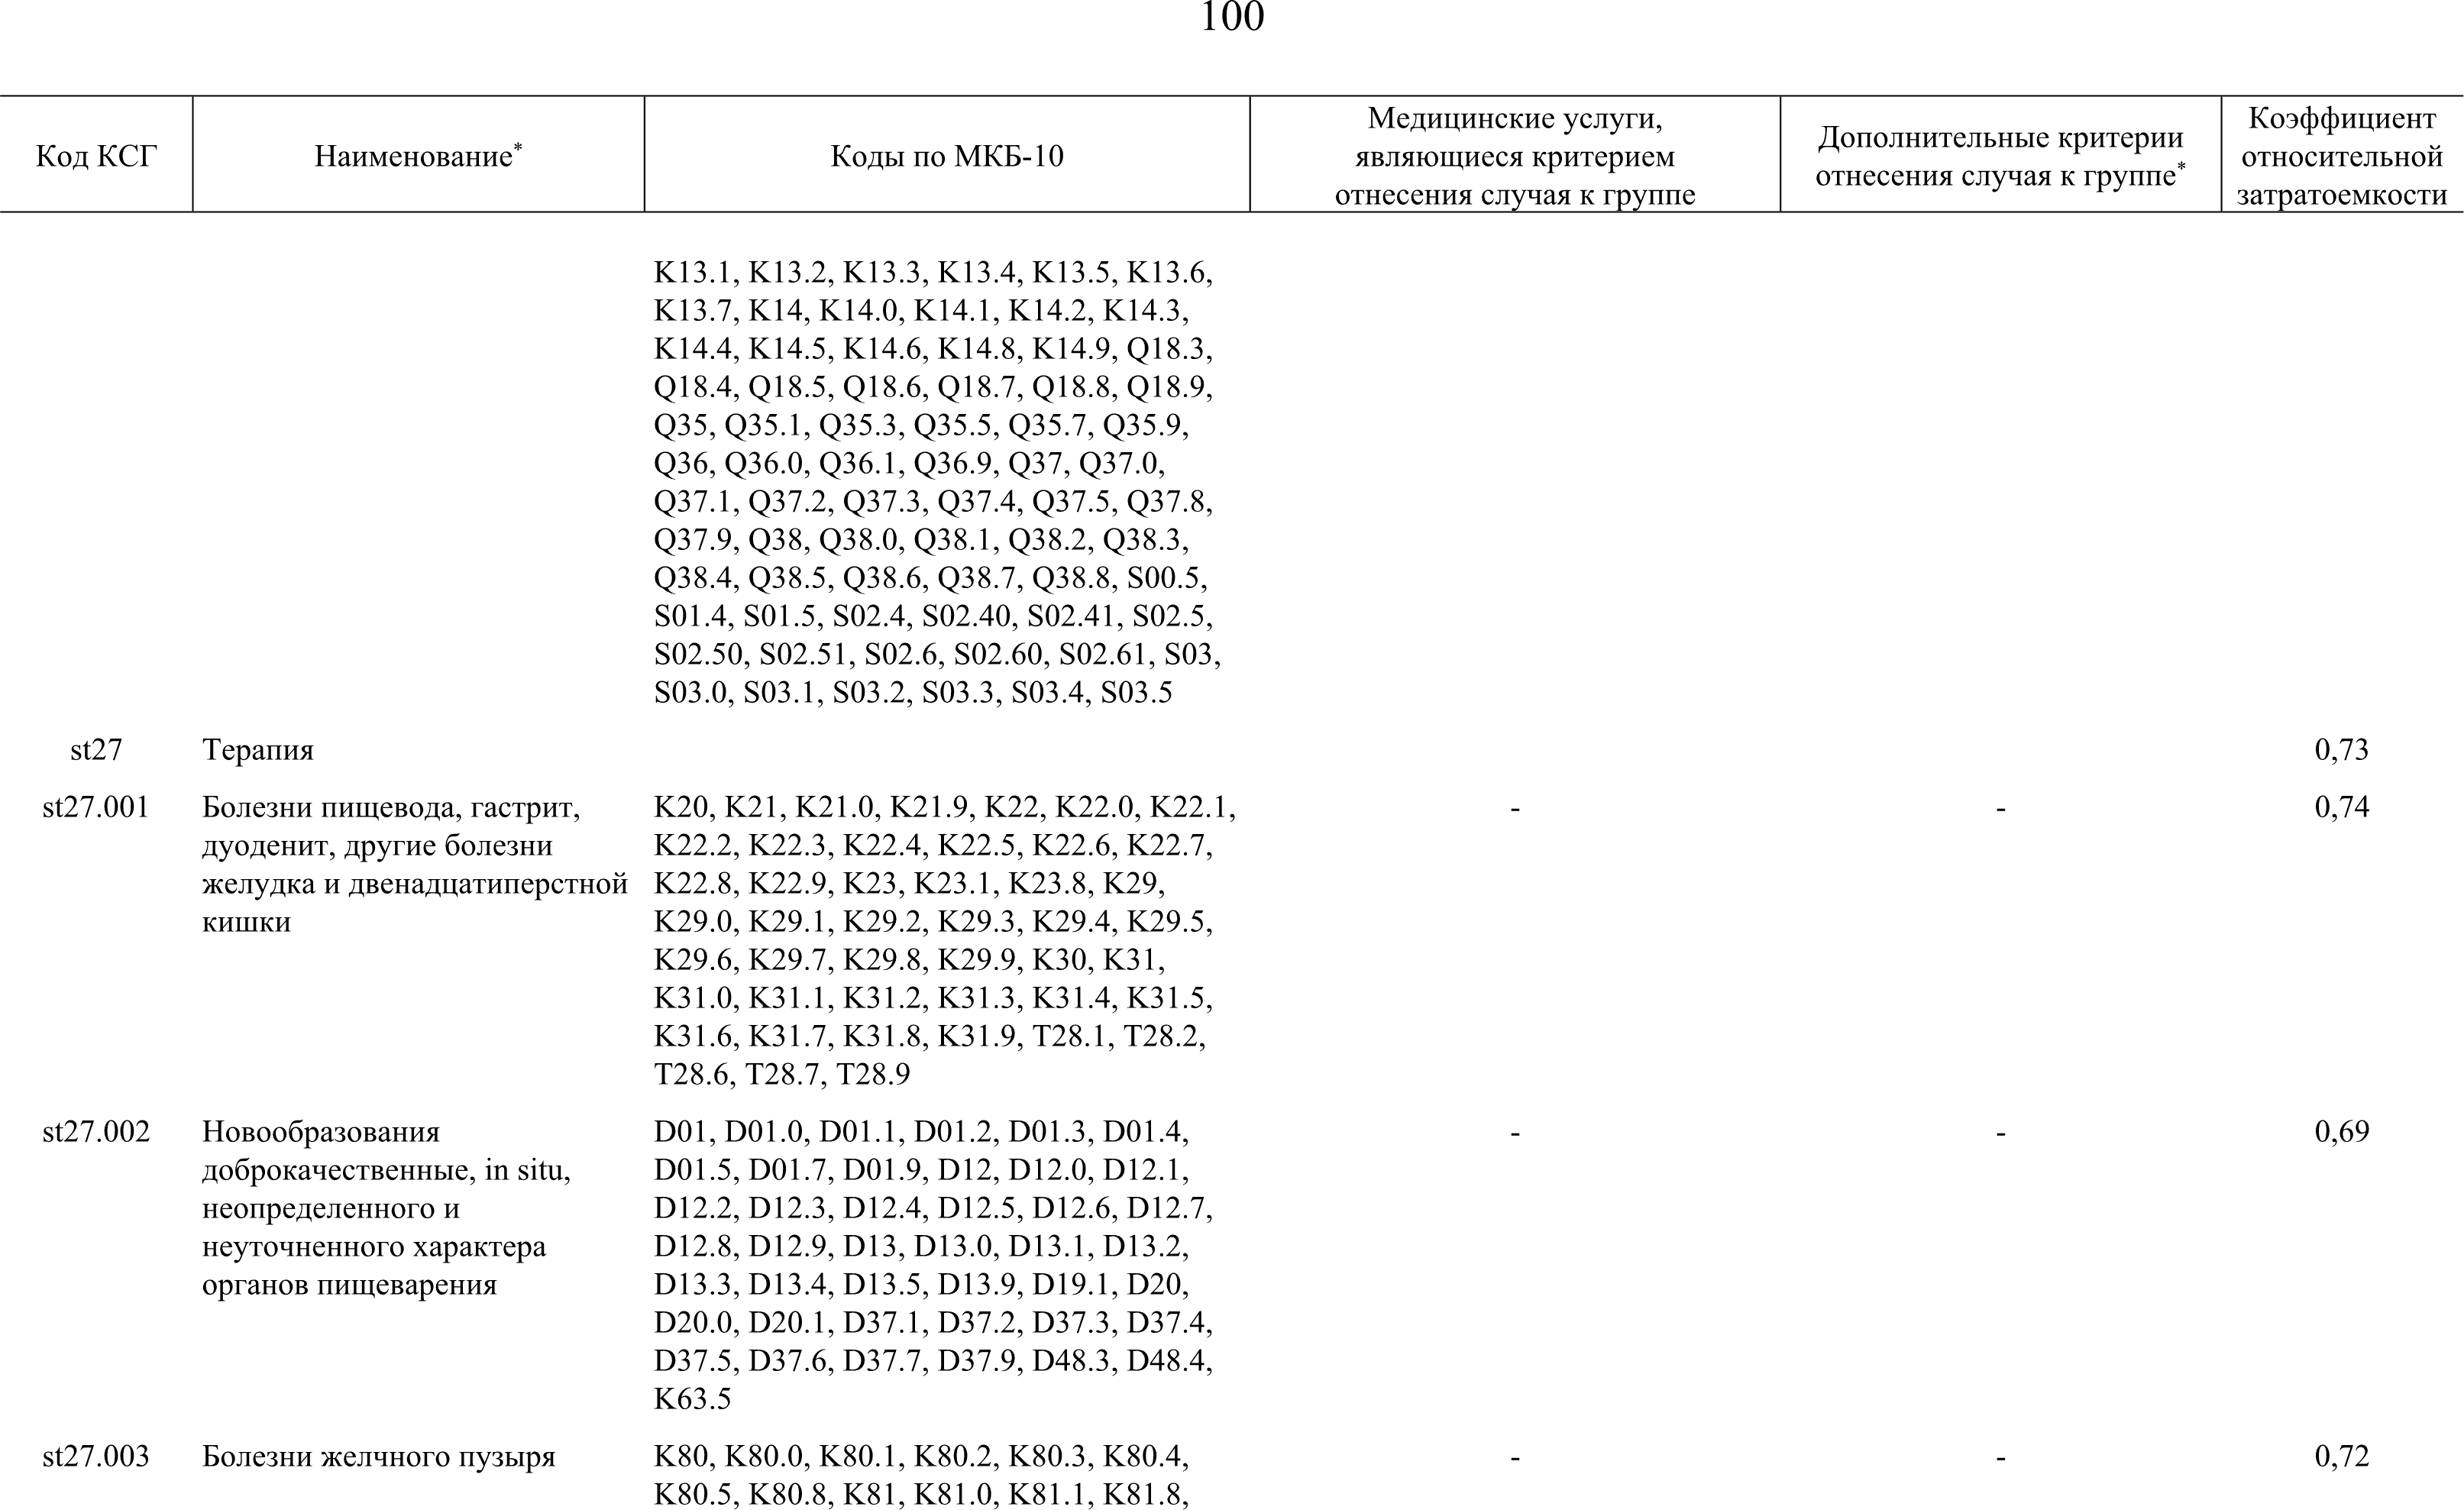 100
Код КСГ
Наименование*
Коды по МКБ-10
Медицинские услуги,
являющиеся критерием
отнесения случая к группе
Дополнительные критерии
отнесения случая к группе*
Коэффициент
относительной
затратоемкости
K13.1, K13.2, K13.3, K13.4, K13.5, K13.6,
K13.7, K14, K14.0, K14.1, K14.2, K14.3,
K14.4, K14.5, K14.6, K14.8, K14.9, Q18.3,
Q18.4, Q18.5, Q18.6, Q18.7, Q18.8, Q18.9,
Q35, Q35.1, Q35.3, Q35.5, Q35.7, Q35.9,
Q36, Q36.0, Q36.1, Q36.9, Q37, Q37.0,
Q37.1, Q37.2, Q37.3, Q37.4, Q37.5, Q37.8,
Q37.9, Q38, Q38.0, Q38.1, Q38.2, Q38.3,
Q38.4, Q38.5, Q38.6, Q38.7, Q38.8, S00.5,
S01.4, S01.5, S02.4, S02.40, S02.41, S02.5,
S02.50, S02.51, S02.6, S02.60, S02.61, S03,
S03.0, S03.1, S03.2, S03.3, S03.4, S03.5
st27 Терапия 0,73
st27.001 Болезни пищевода, гастрит, K20, K21, K21.0, K21.9, K22, K22.0, K22.1, - - 0,74
дуоденит, другие болезни K22.2, K22.3, K22.4, K22.5, K22.6, K22.7,
желудка и двенадцатиперстной K22.8, K22.9, K23, K23.1, K23.8, K29,
кишки K29.0, K29.1, K29.2, K29.3, K29.4, K29.5,
K29.6, K29.7, K29.8, K29.9, K30, K31,
K31.0, K31.1, K31.2, K31.3, K31.4, K31.5,
K31.6, K31.7, K31.8, K31.9, T28.1, T28.2,
T28.6, T28.7, T28.9
st27.002 Новообразования D01, D01.0, D01.1, D01.2, D01.3, D01.4, - - 0,69
доброкачественные, in situ, D01.5, D01.7, D01.9, D12, D12.0, D12.1,
неопределенного и D12.2, D12.3, D12.4, D12.5, D12.6, D12.7,
неуточненного характера D12.8, D12.9, D13, D13.0, D13.1, D13.2,
органов пищеварения D13.3, D13.4, D13.5, D13.9, D19.1, D20,
D20.0, D20.1, D37.1, D37.2, D37.3, D37.4,
D37.5, D37.6, D37.7, D37.9, D48.3, D48.4,
K63.5
st27.003 Болезни желчного пузыря K80, K80.0, K80.1, K80.2, K80.3, K80.4, - - 0,72
K80.5, K80.8, K81, K81.0, K81.1, K81.8,